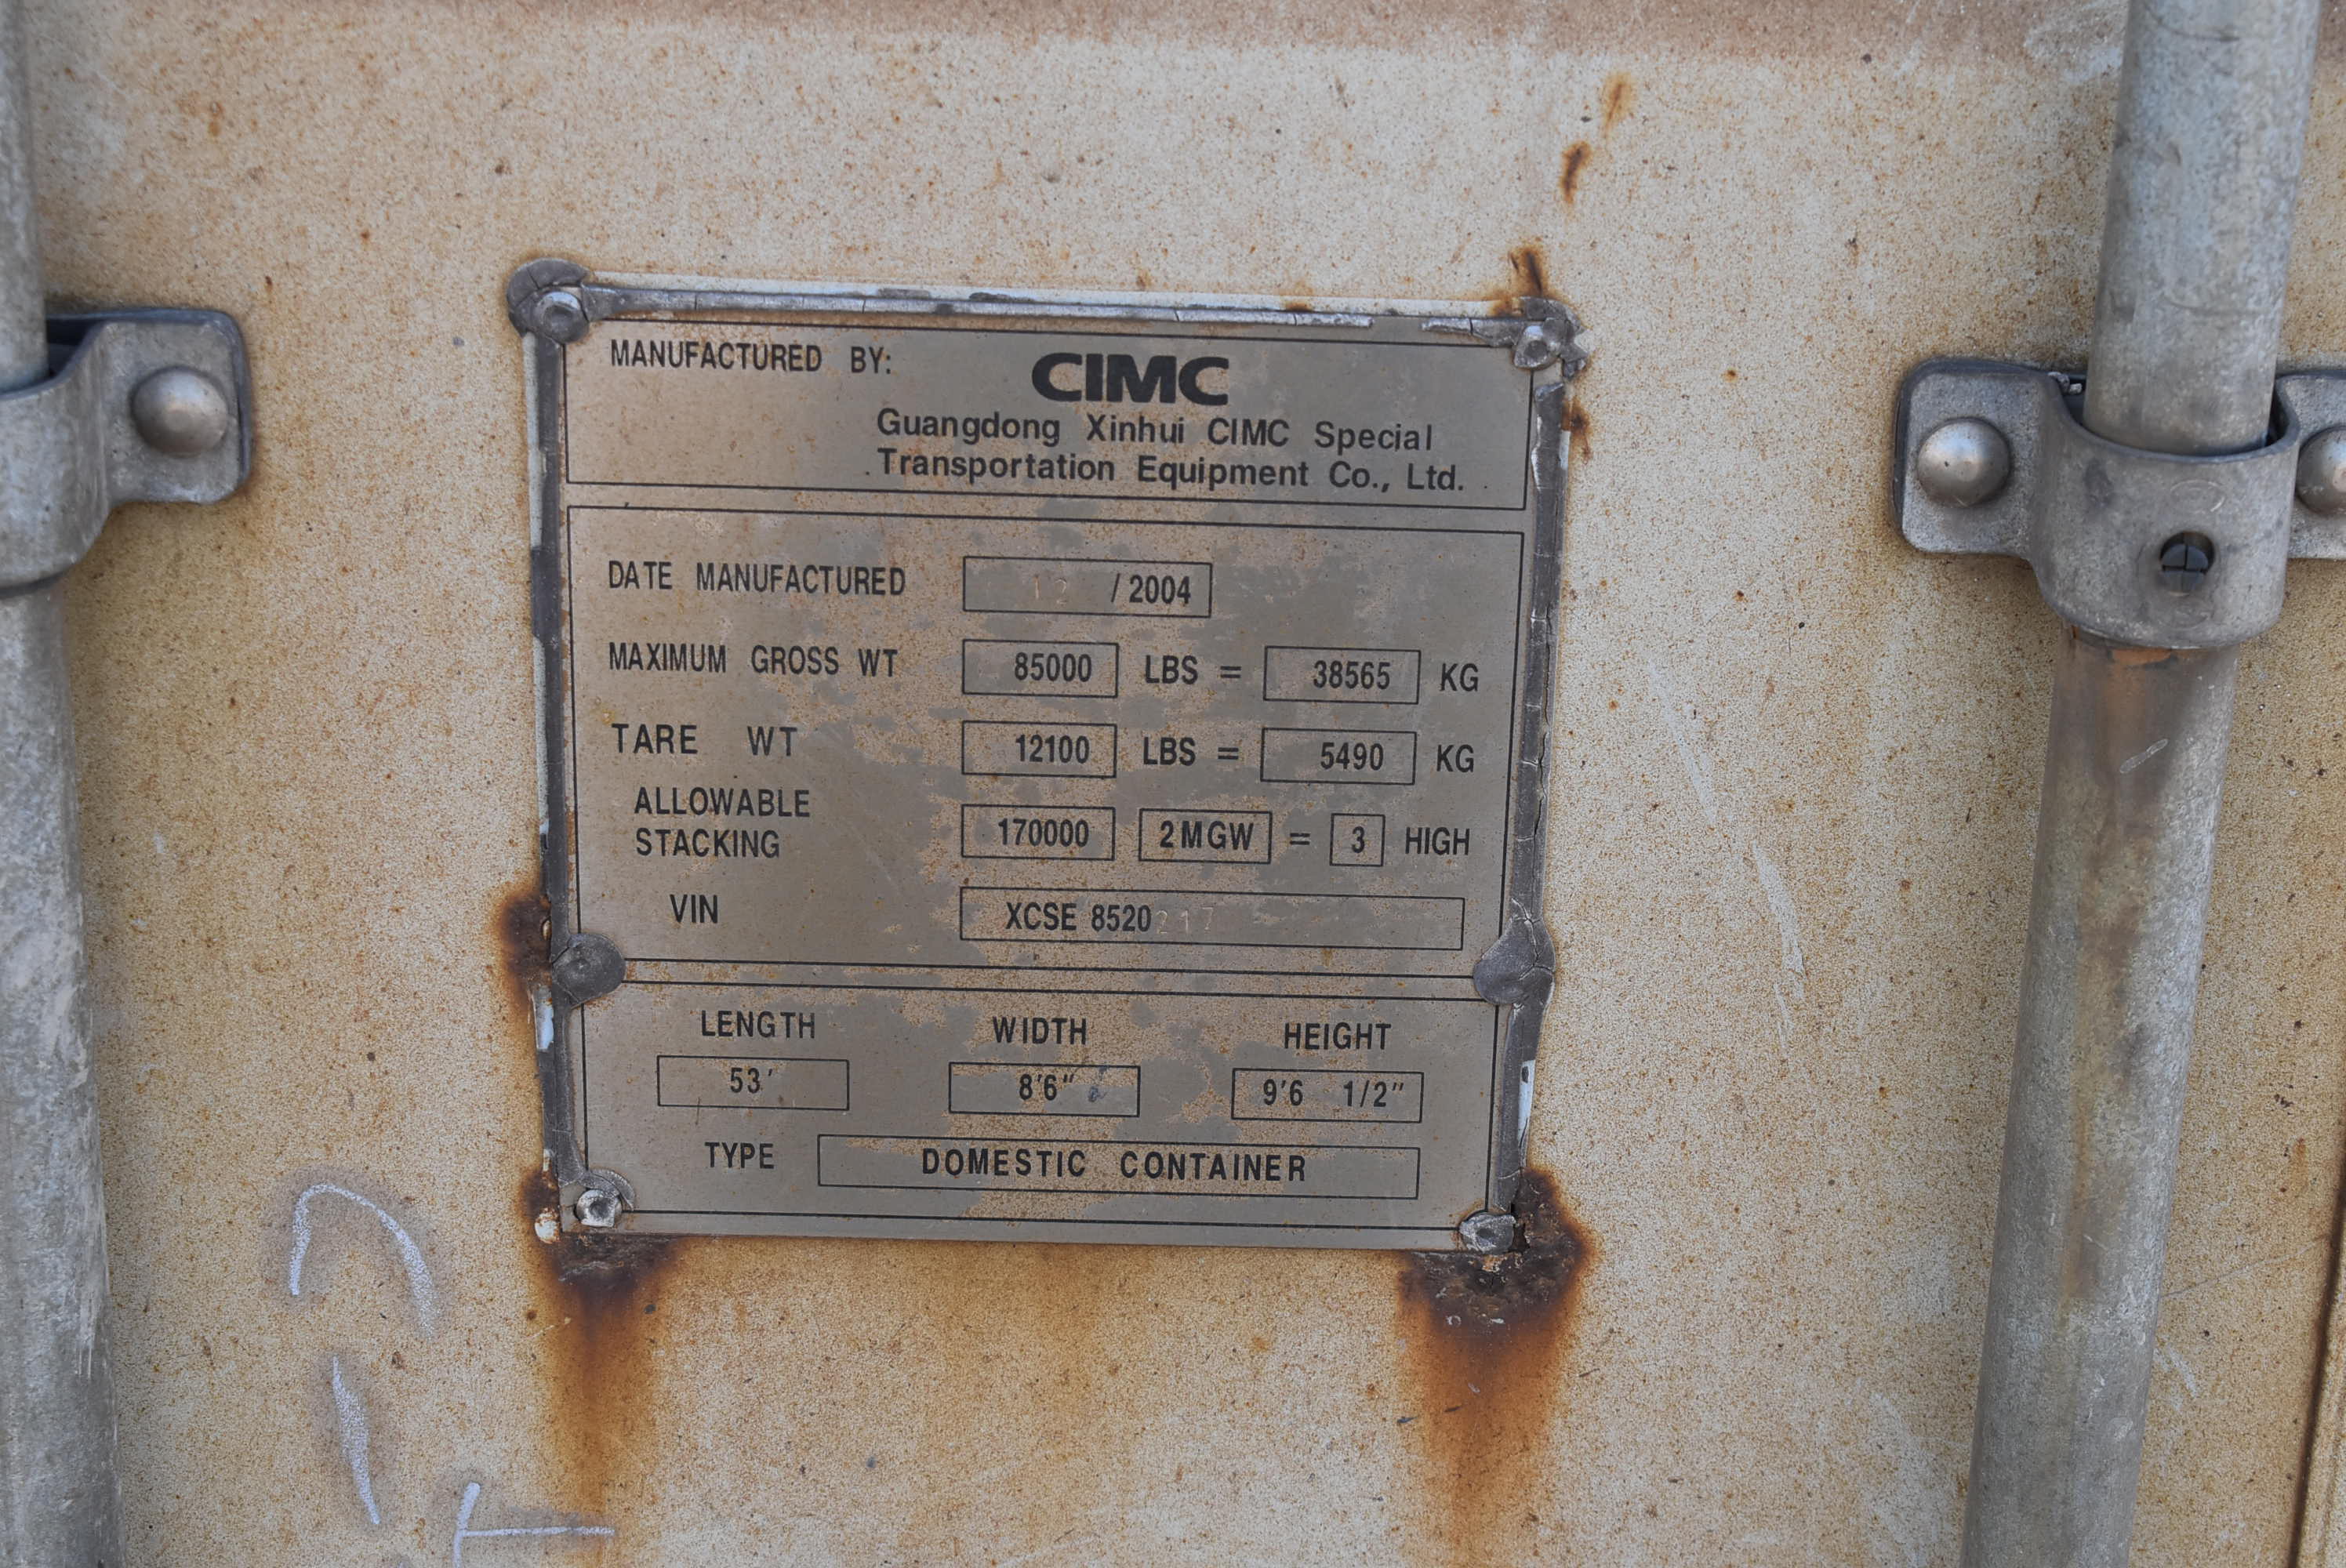 MANUFACTURED BY: CIMC
Guangdong Xinhui CIMC Special
Transportation Equipment Co., Ltd.
DATE MANUFACTURED 12 / 2004
MAXIMUM GROSS WT 85000 LBS = 38565 KG
TARE WT 12100 LBS = 5490 KG
ALLOWABLE
STACKING 170000 2MGW = 3 HIGH
VIN XCSE 8520217
LENGTH WIDTH HEIGHT
53' 8'6" 9'6 1/2"
TYPE DOMESTIC CONTAINER